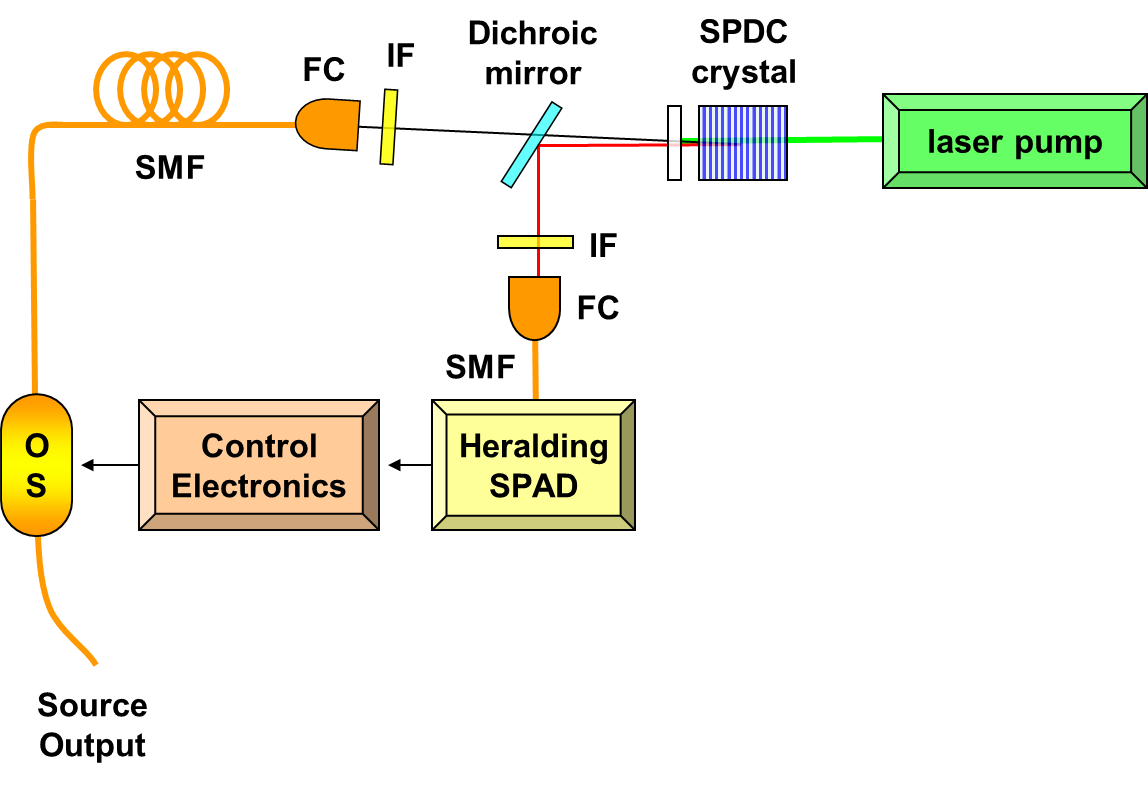 Dichroic
mirror
SPDC
crystal
FC
IF
laser pump
SMF
IF
FC
SMF
O
S
Control
Electronics
Heralding
SPAD
Source
Output